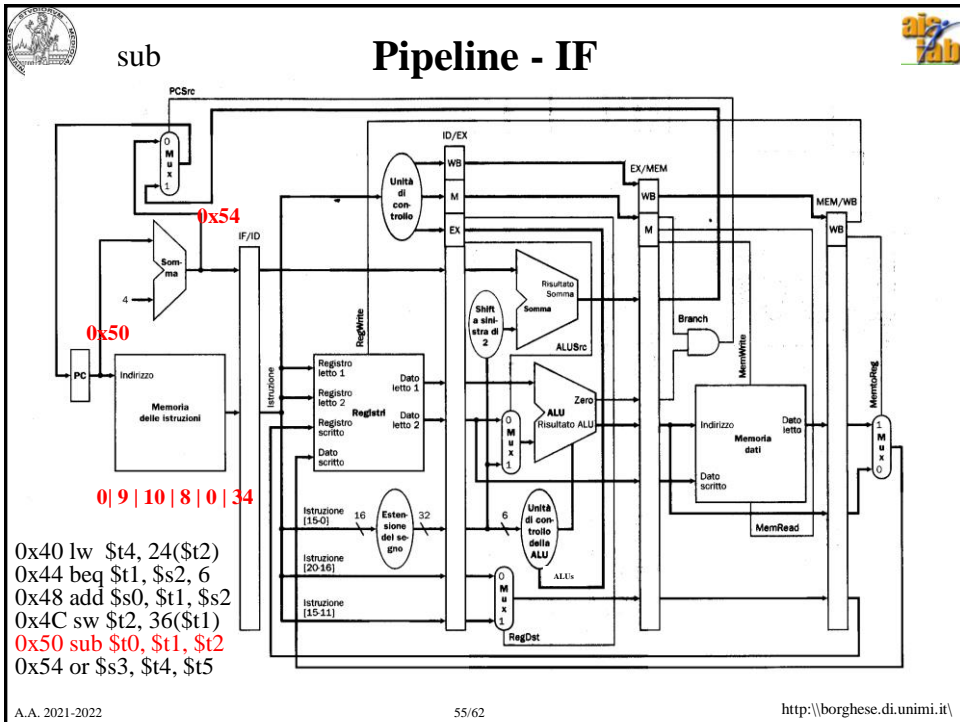 sub
Pipeline - IF
ais
lab
PCSrc
0
M
u
x
1
ID/EX
WB
M
EX
Unità
di
con-
trollo
EX/MEM
WB
M
MEM/WB
WB
0x54
IF/ID
Som-
ma
4
0x50
PC
Indirizzo
Memoria
delle istruzioni
Istruzione
RegWrite
Registro
letto 1
Registro
letto 2
Registro
scritto
Dato
scritto
Registri
Dato
letto 1
Dato
letto 2
Shift
a sini-
stra di
2
Risultato
Somma
Somma
ALUSrc
0
M
u
x
1
Zero
ALU
Risultato ALU
Branch
MemWrite
Indirizzo
Dato
letto
Memoria
dati
Dato
scritto
MemRead
MemtoReg
1
M
u
x
0
0| 9 | 10 | 8 | 0 | 34
Istruzione
[15-0]
16
Esten-
sione
del se-
gno
32
6
Unità
di con-
trollo
della
ALU
ALUs
Istruzione
[20-16]
Istruzione
[15-11]
0
M
u
x
1
RegDst
0x40 lw $t4, 24($t2)
0x44 beq $t1, $s2, 6
0x48 add $s0, $t1, $s2
0x4C sw $t2, 36($t1)
0x50 sub $t0, $t1, $t2
0x54 or $s3, $t4, $t5
A.A. 2021-2022
55/62
http:\\borghese.di.unimi.it\